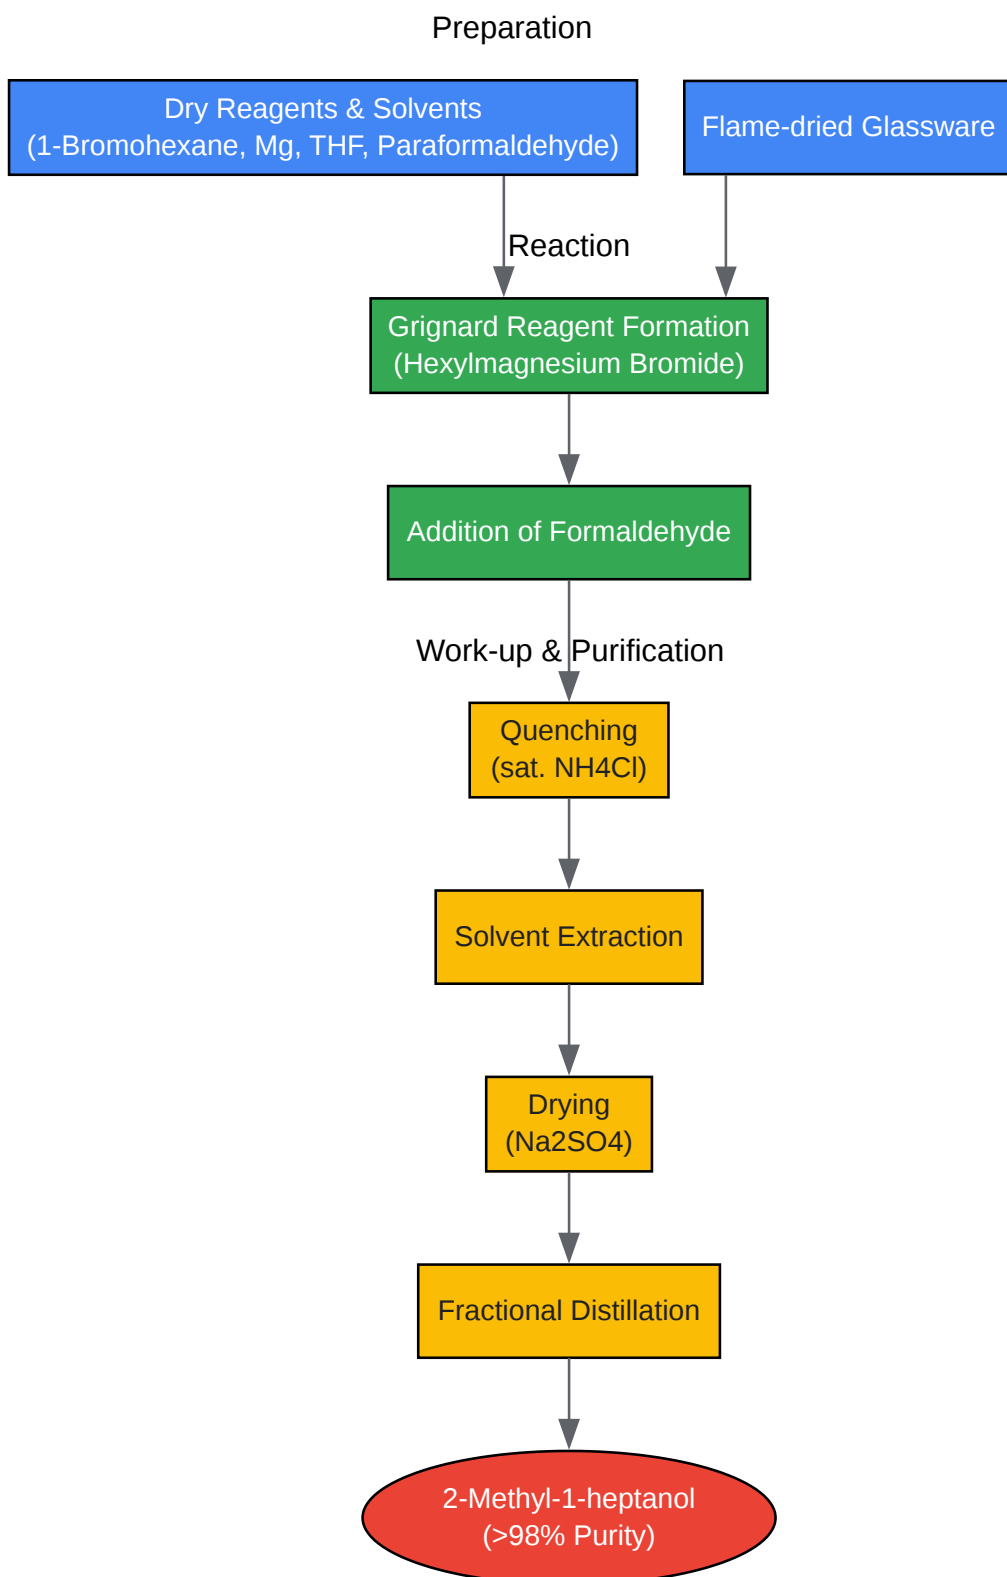 Preparation
Dry Reagents & Solvents
(1-Bromohexane, Mg, THF, Paraformaldehyde)
Flame-dried Glassware
Reaction
Grignard Reagent Formation
(Hexylmagnesium Bromide)
Addition of Formaldehyde
Work-up & Purification
Quenching
(sat. NH4Cl)
Solvent Extraction
Drying
(Na2SO4)
Fractional Distillation
2-Methyl-1-heptanol
(>98% Purity)